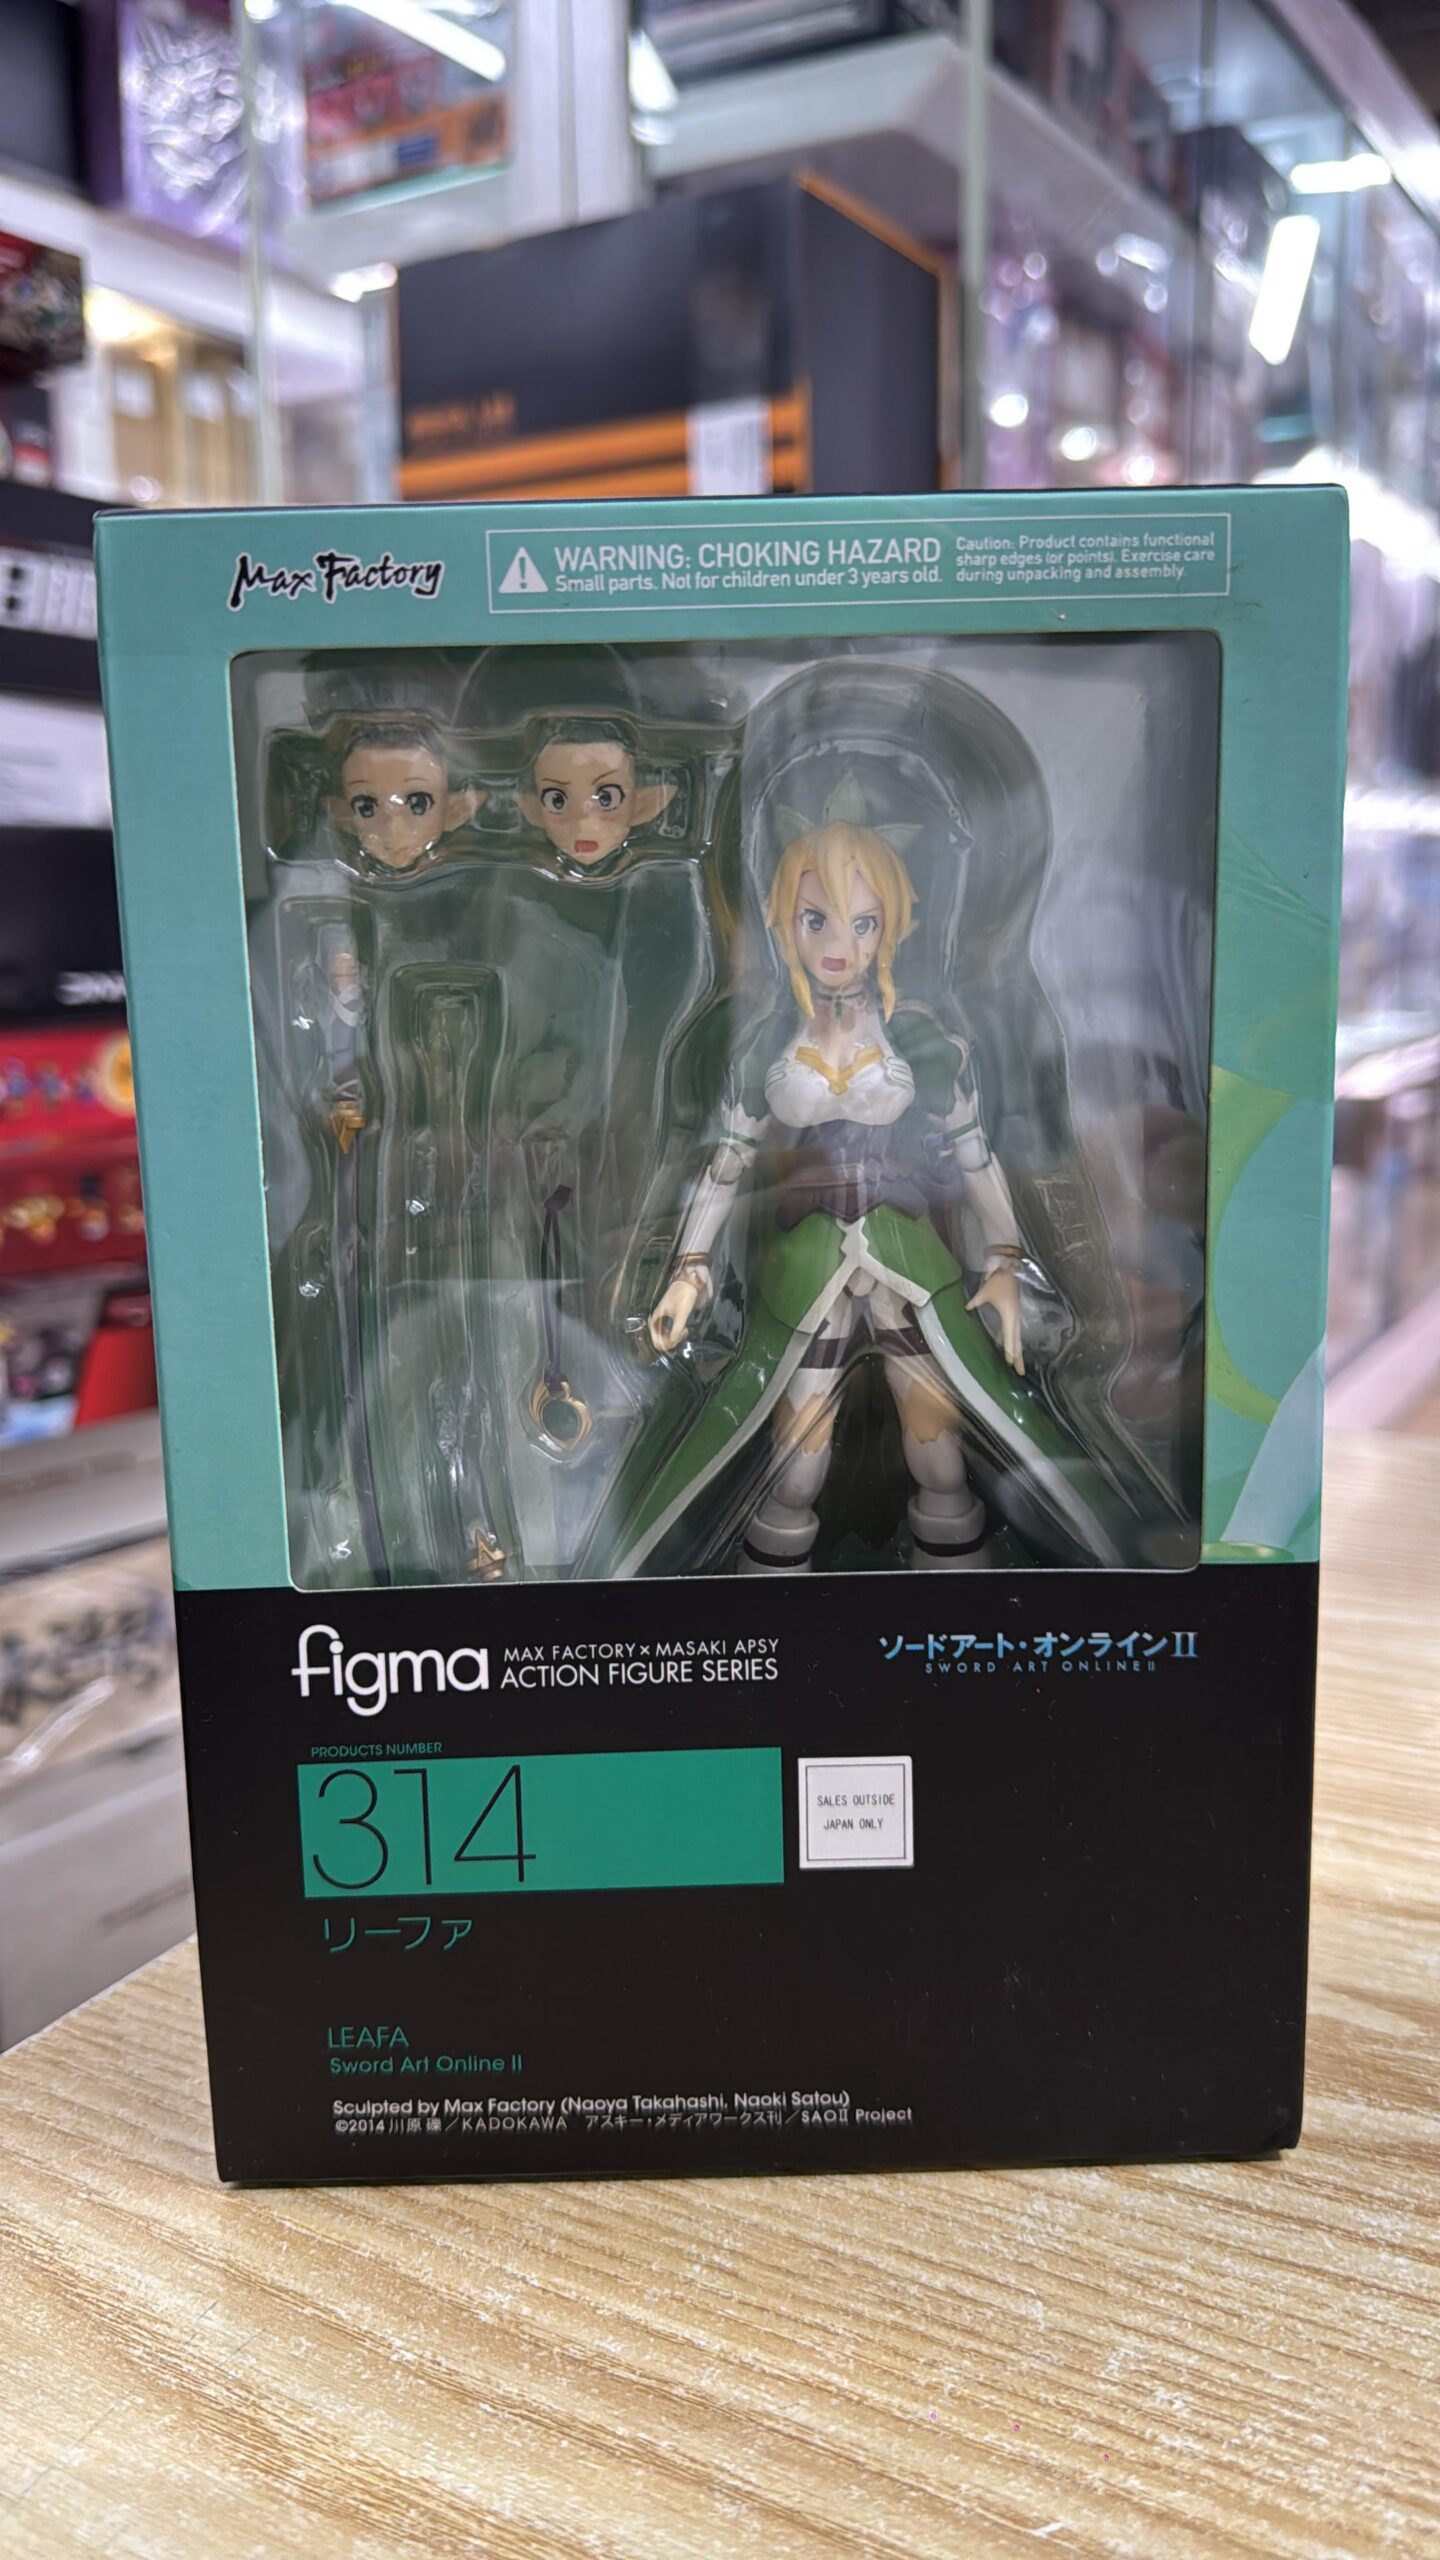 Max Factory
WARNING: CHOKING HAZARD
Small parts. Not for children under 3 years old.
Caution: Product contains functional
sharp edges (or points). Exercise care
during unpacking and assembly.
figma
MAX FACTORY × MASAKI APSY
ACTION FIGURE SERIES
ソードアート・オンラインII
SWORD ART ONLINE II
PRODUCTS NUMBER
314
SALES OUTSIDE
JAPAN ONLY
リーファ
LEAFA
Sword Art Online II
Sculpted by Max Factory (Naoya Takahashi, Naoki Satou)
©2014 川原 礫／KADOKAWA アスキー・メディアワークス刊／SAOII Project